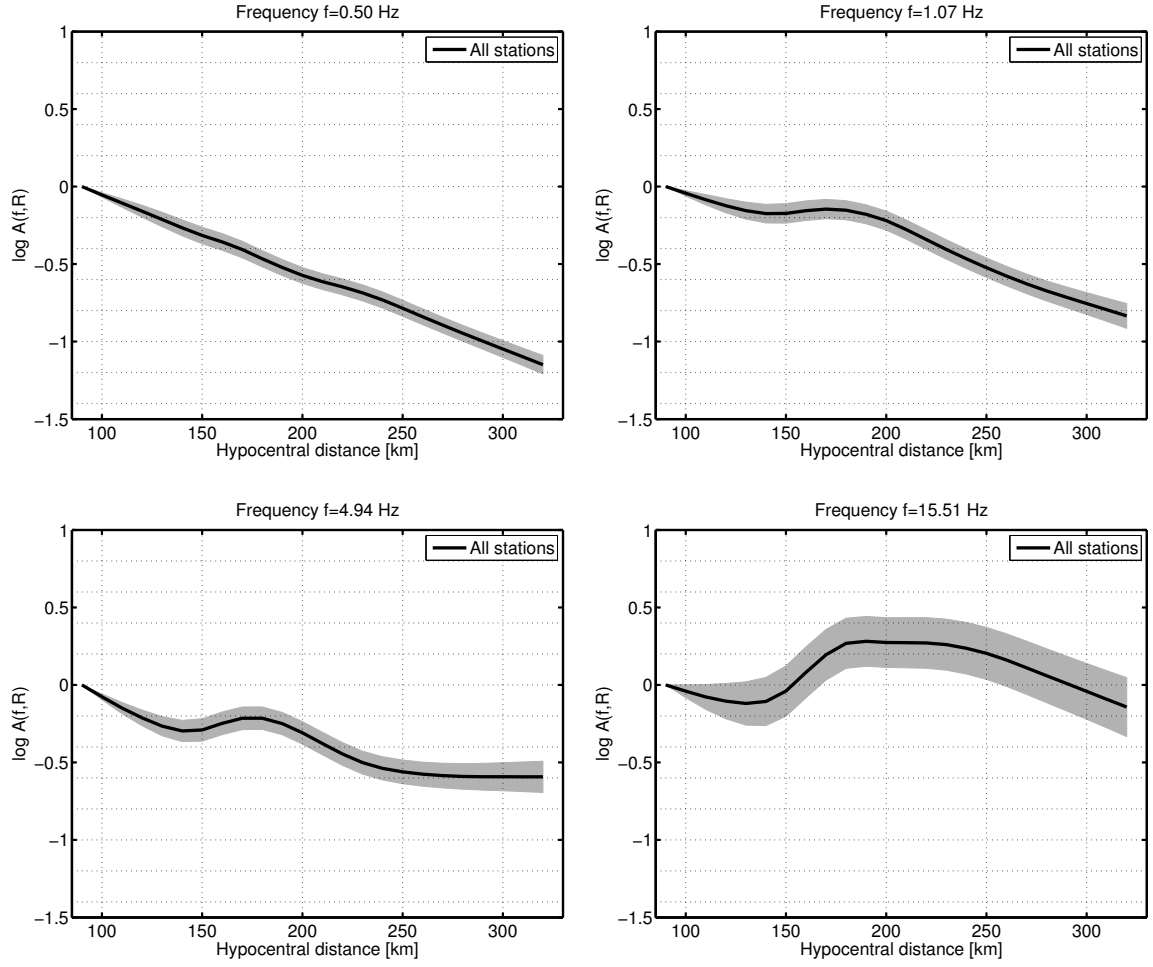 Frequency f=0.50 Hz
All stations
1
0.5
0
−0.5
−1
−1.5
log A(f,R)
100 150 200 250 300
Hypocentral distance [km]
Frequency f=1.07 Hz
All stations
1
0.5
0
−0.5
−1
−1.5
log A(f,R)
100 150 200 250 300
Hypocentral distance [km]
Frequency f=4.94 Hz
All stations
1
0.5
0
−0.5
−1
−1.5
log A(f,R)
100 150 200 250 300
Hypocentral distance [km]
Frequency f=15.51 Hz
All stations
1
0.5
0
−0.5
−1
−1.5
log A(f,R)
100 150 200 250 300
Hypocentral distance [km]